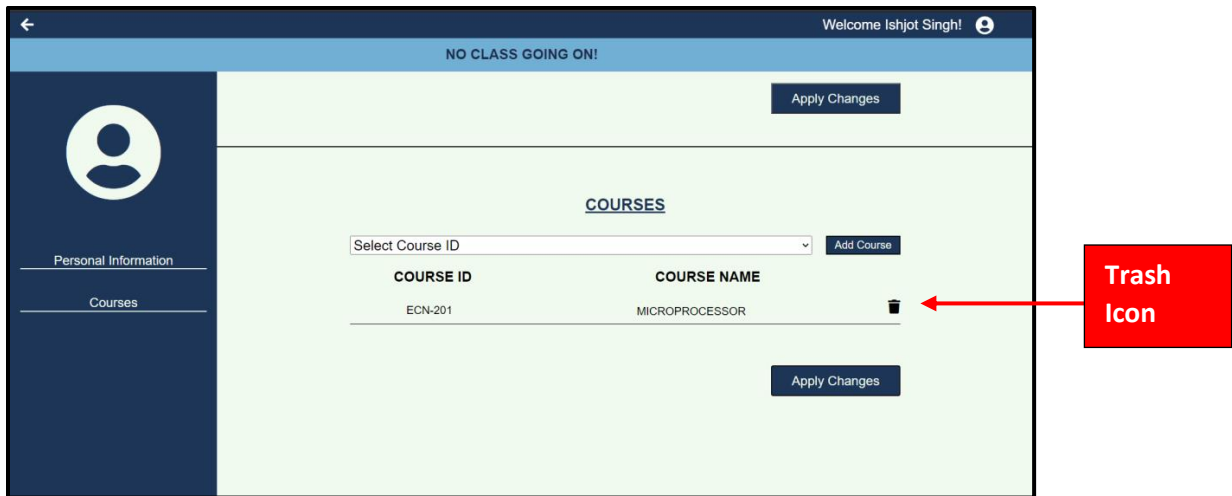 Welcome Ishjot Singh!
NO CLASS GOING ON!
Apply Changes
Personal Information
Courses
COURSES
Select Course ID
Add Course
COURSE ID COURSE NAME
ECN-201 MICROPROCESSOR
Apply Changes
Trash
Icon